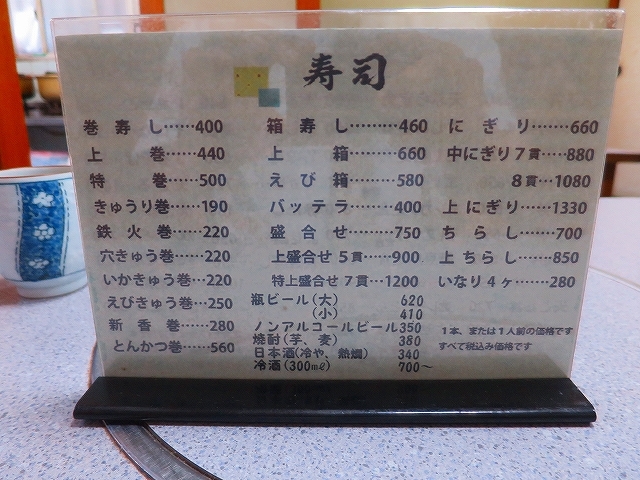 寿司
巻寿し……400
上巻……440
特巻……500
きゅうり巻…190
鉄火巻……220
穴きゅう巻…220
いかきゅう巻…220
えびきゅう巻…250
新香巻……280
とんかつ巻……560
箱寿し………460
上箱………660
えび箱………580
バッテラ………400
盛合せ………750
上盛合せ5貫……900
特上盛合せ7貫…1200
瓶ビール(大) 620
(小) 410
ノンアルコールビール350
焼酎(芋、麦) 380
日本酒(冷や、熱燗) 340
冷酒(300㎖) 700～
にぎり……660
中にぎり7貫……880
8貫…1080
上にぎり……1330
ちらし……700
上ちらし……850
いなり4ヶ……280
1本、または1人前の価格です
すべて税込み価格です